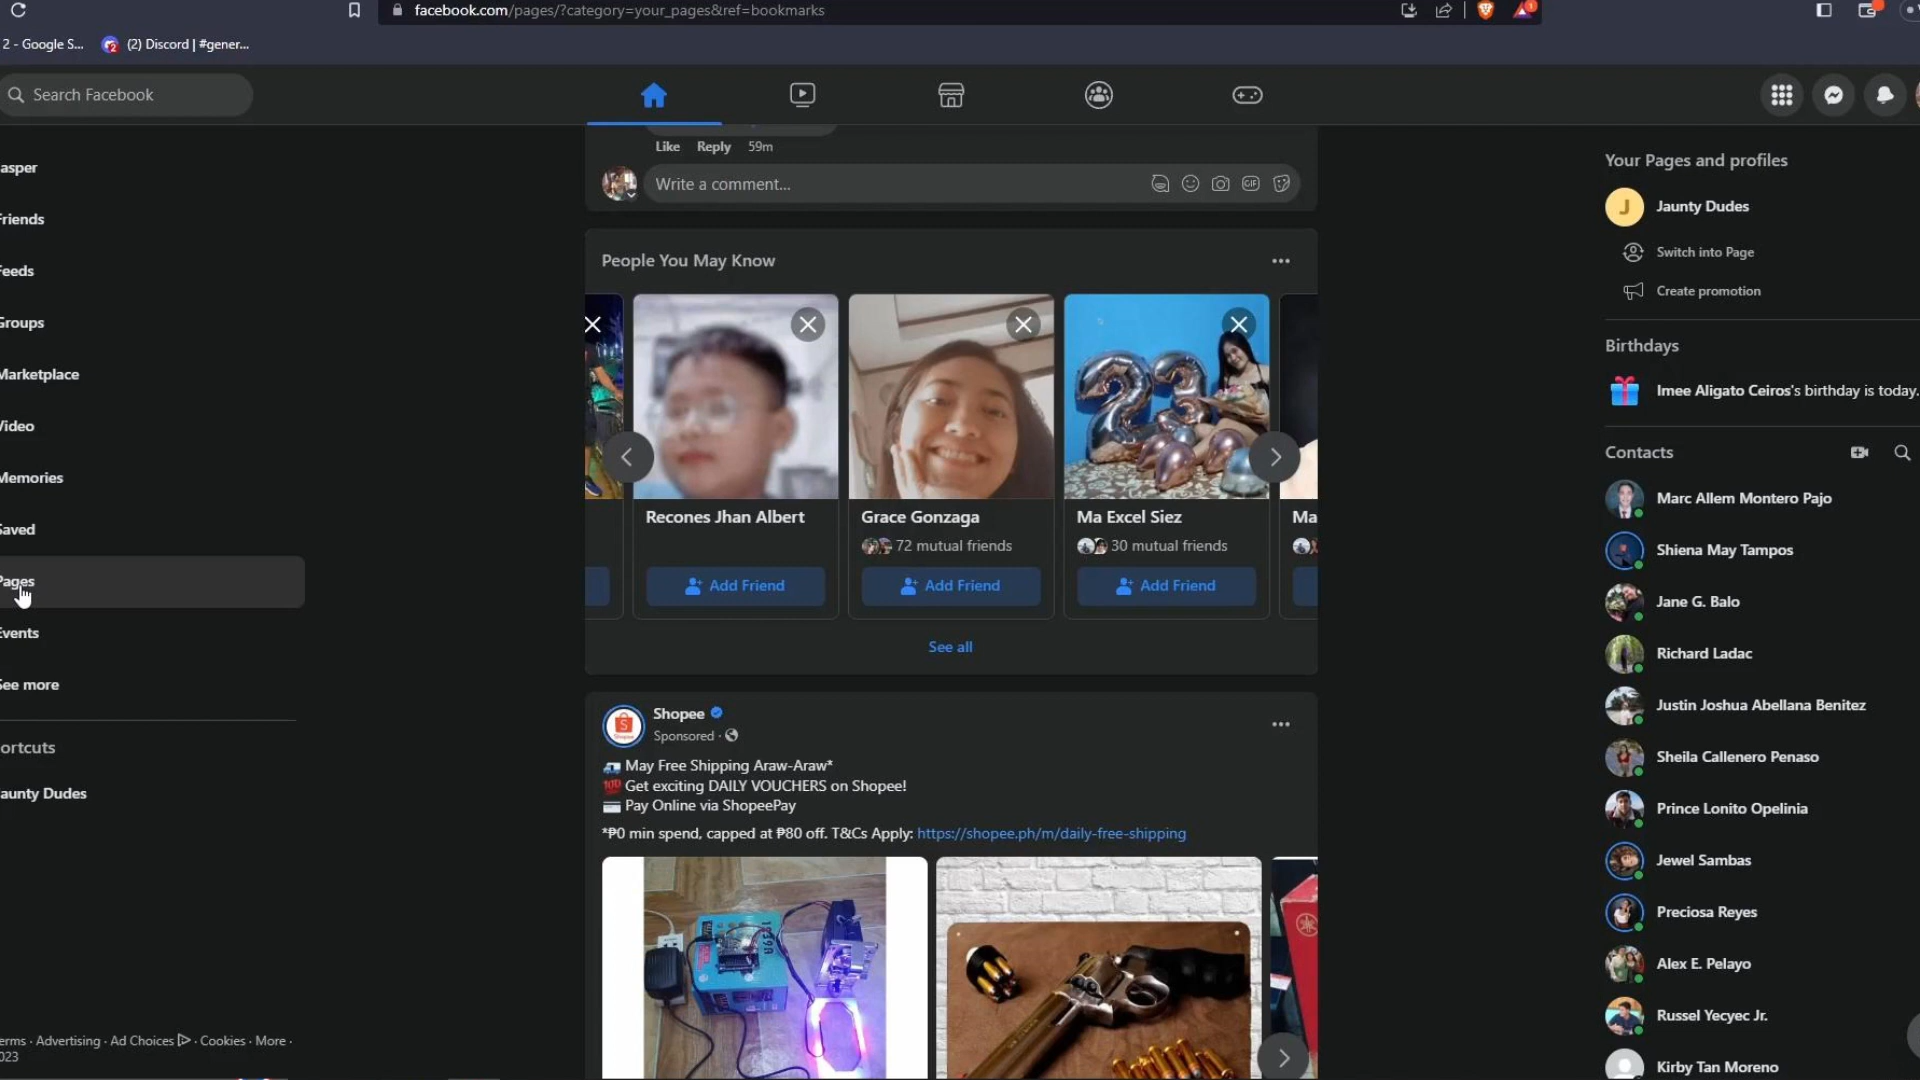 facebook.com/pages/?category=your_pages&ref=bookmarks
2 - Google S...
(2) Discord | #gener...
Search Facebook
asper
Friends
Feeds
Groups
Marketplace
Video
Memories
Saved
Pages
Events
See more
ortcuts
aunty Dudes
erms · Advertising · Ad Choices · Cookies · More ·
023
Like Reply 59m
Write a comment...
GIF
People You May Know
Recones Jhan Albert
Add Friend
Grace Gonzaga
72 mutual friends
Add Friend
Ma Excel Siez
30 mutual friends
Add Friend
Ma
See all
Shopee
Sponsored ·
May Free Shipping Araw-Araw*
💯 Get exciting DAILY VOUCHERS on Shopee!
Pay Online via ShopeePay
*₱0 min spend, capped at ₱80 off. T&Cs Apply: https://shopee.ph/m/daily-free-shipping
Your Pages and profiles
J
Jaunty Dudes
Switch into Page
Create promotion
Birthdays
Imee Aligato Ceiros's birthday is today.
Contacts
Marc Allem Montero Pajo
Shiena May Tampos
Jane G. Balo
Richard Ladac
Justin Joshua Abellana Benitez
Sheila Callenero Penaso
Prince Lonito Opelinia
Jewel Sambas
Preciosa Reyes
Alex E. Pelayo
Russel Yecyec Jr.
Kirby Tan Moreno